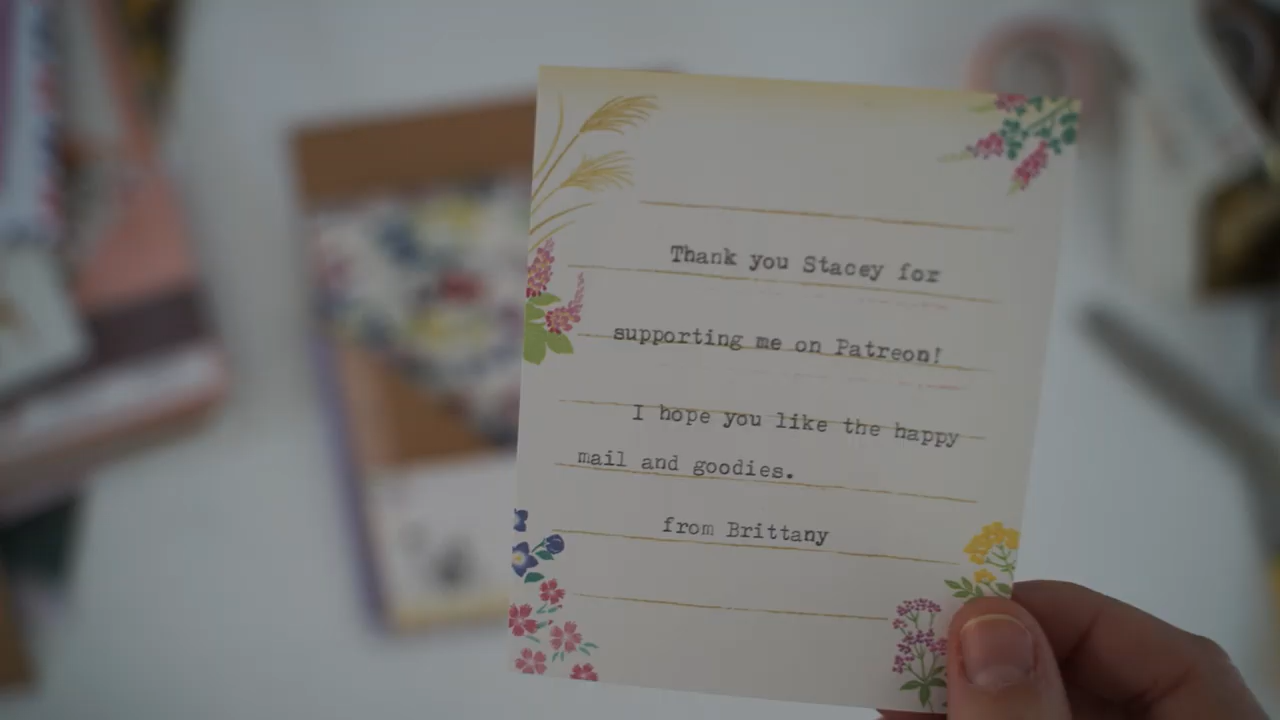 Thank you Stacey for
supporting me on Patreon!
I hope you like the happy
mail and goodies.
from Brittany